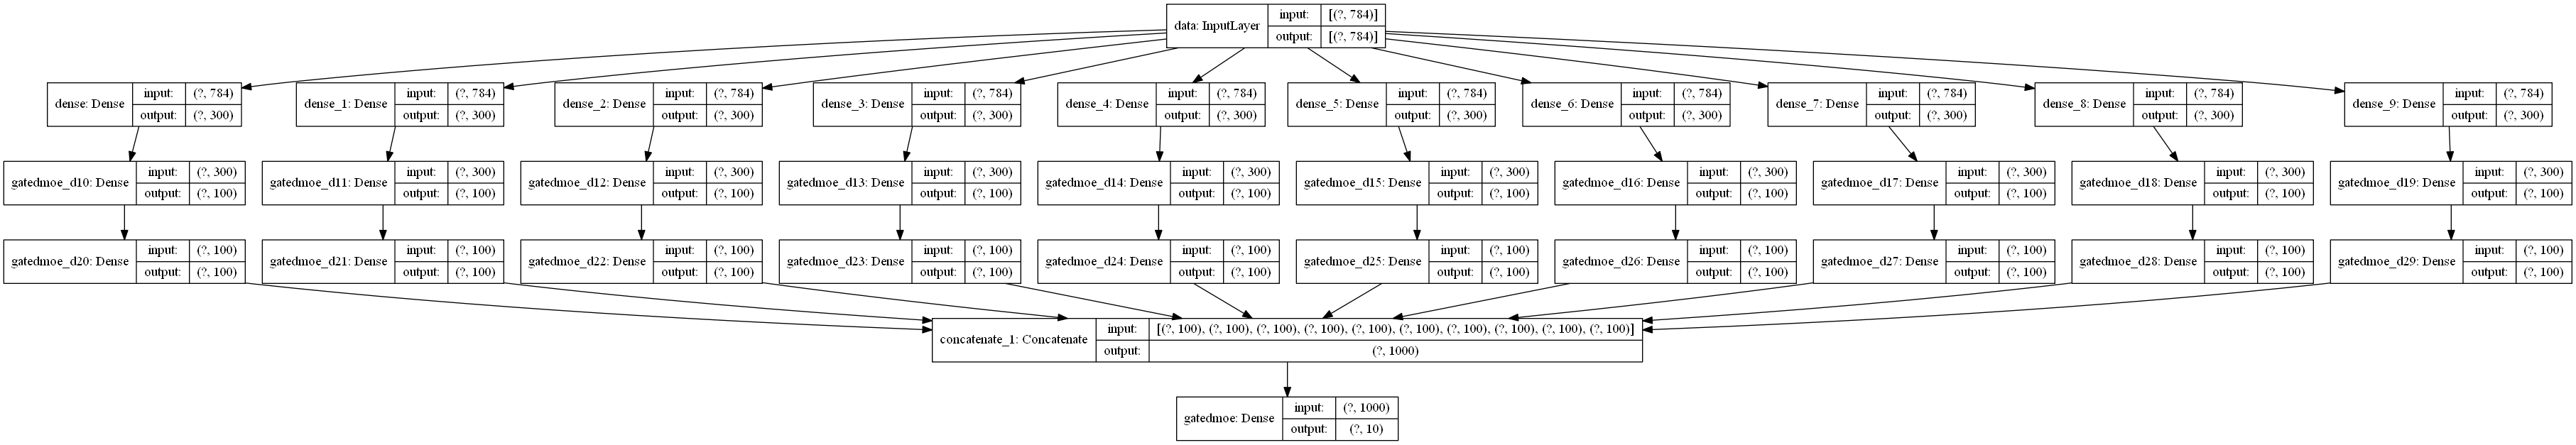 data: InputLayer input: [(?, 784)]
output: [(?, 784)]
dense: Dense input: (?, 784)
output: (?, 300)
dense_1: Dense input: (?, 784)
output: (?, 300)
dense_2: Dense input: (?, 784)
output: (?, 300)
dense_3: Dense input: (?, 784)
output: (?, 300)
dense_4: Dense input: (?, 784)
output: (?, 300)
dense_5: Dense input: (?, 784)
output: (?, 300)
dense_6: Dense input: (?, 784)
output: (?, 300)
dense_7: Dense input: (?, 784)
output: (?, 300)
dense_8: Dense input: (?, 784)
output: (?, 300)
dense_9: Dense input: (?, 784)
output: (?, 300)
gatedmoe_d10: Dense input: (?, 300)
output: (?, 100)
gatedmoe_d11: Dense input: (?, 300)
output: (?, 100)
gatedmoe_d12: Dense input: (?, 300)
output: (?, 100)
gatedmoe_d13: Dense input: (?, 300)
output: (?, 100)
gatedmoe_d14: Dense input: (?, 300)
output: (?, 100)
gatedmoe_d15: Dense input: (?, 300)
output: (?, 100)
gatedmoe_d16: Dense input: (?, 300)
output: (?, 100)
gatedmoe_d17: Dense input: (?, 300)
output: (?, 100)
gatedmoe_d18: Dense input: (?, 300)
output: (?, 100)
gatedmoe_d19: Dense input: (?, 300)
output: (?, 100)
gatedmoe_d20: Dense input: (?, 100)
output: (?, 100)
gatedmoe_d21: Dense input: (?, 100)
output: (?, 100)
gatedmoe_d22: Dense input: (?, 100)
output: (?, 100)
gatedmoe_d23: Dense input: (?, 100)
output: (?, 100)
gatedmoe_d24: Dense input: (?, 100)
output: (?, 100)
gatedmoe_d25: Dense input: (?, 100)
output: (?, 100)
gatedmoe_d26: Dense input: (?, 100)
output: (?, 100)
gatedmoe_d27: Dense input: (?, 100)
output: (?, 100)
gatedmoe_d28: Dense input: (?, 100)
output: (?, 100)
gatedmoe_d29: Dense input: (?, 100)
output: (?, 100)
concatenate_1: Concatenate input: [(?, 100), (?, 100), (?, 100), (?, 100), (?, 100), (?, 100), (?, 100), (?, 100), (?, 100), (?, 100)]
output: (?, 1000)
gatedmoe: Dense input: (?, 1000)
output: (?, 10)